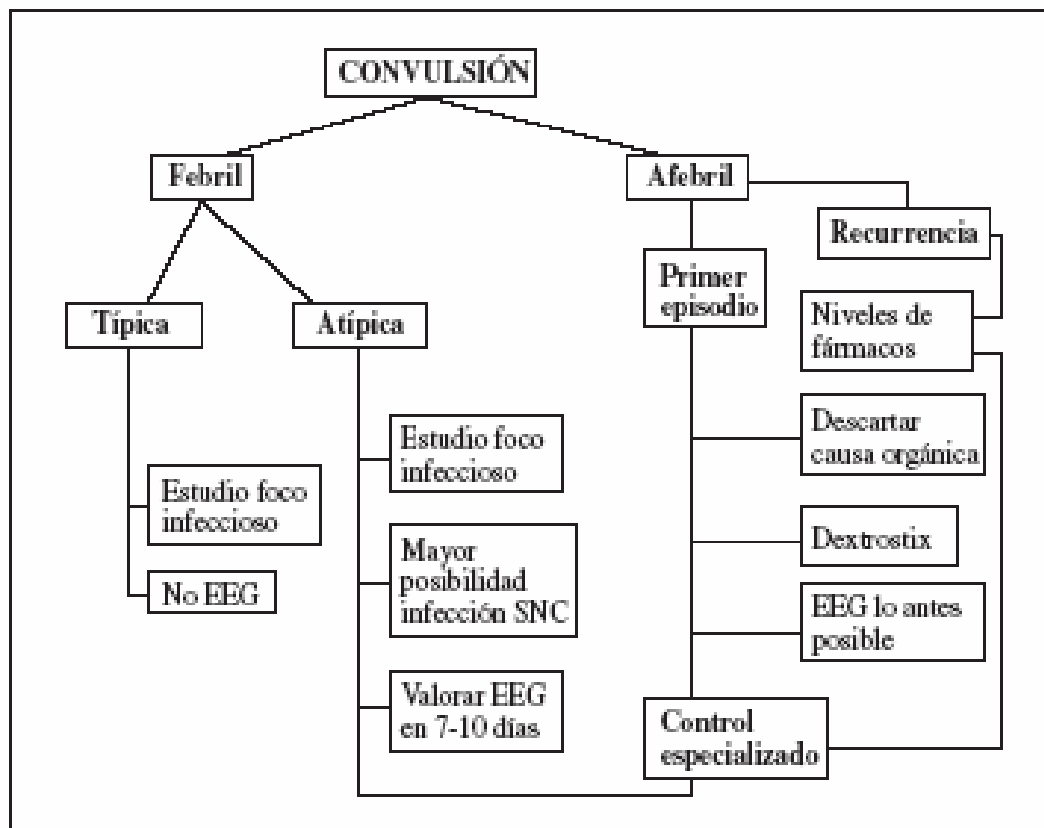 CONVULSIÓN
Febril
Afebril
Recurrencia
Primer
episodio
Típica
Atípica
Niveles de
fármacos
Estudio foco
infeccioso
Descartar
causa orgánica
Estudio foco
infeccioso
Dextrostix
Mayor
posibilidad
infección SNC
No EEG
EEG lo antes
posible
Valorar EEG
en 7-10 días
Control
especializado